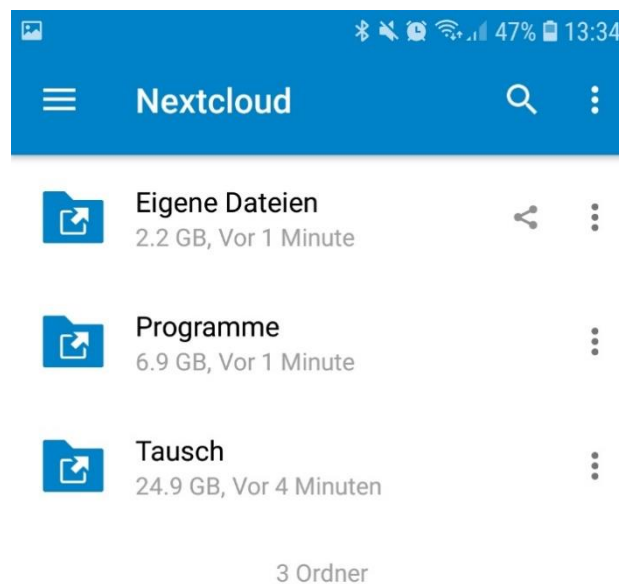 47% 13:34
Nextcloud
Eigene Dateien
2.2 GB, Vor 1 Minute
Programme
6.9 GB, Vor 1 Minute
Tausch
24.9 GB, Vor 4 Minuten
3 Ordner